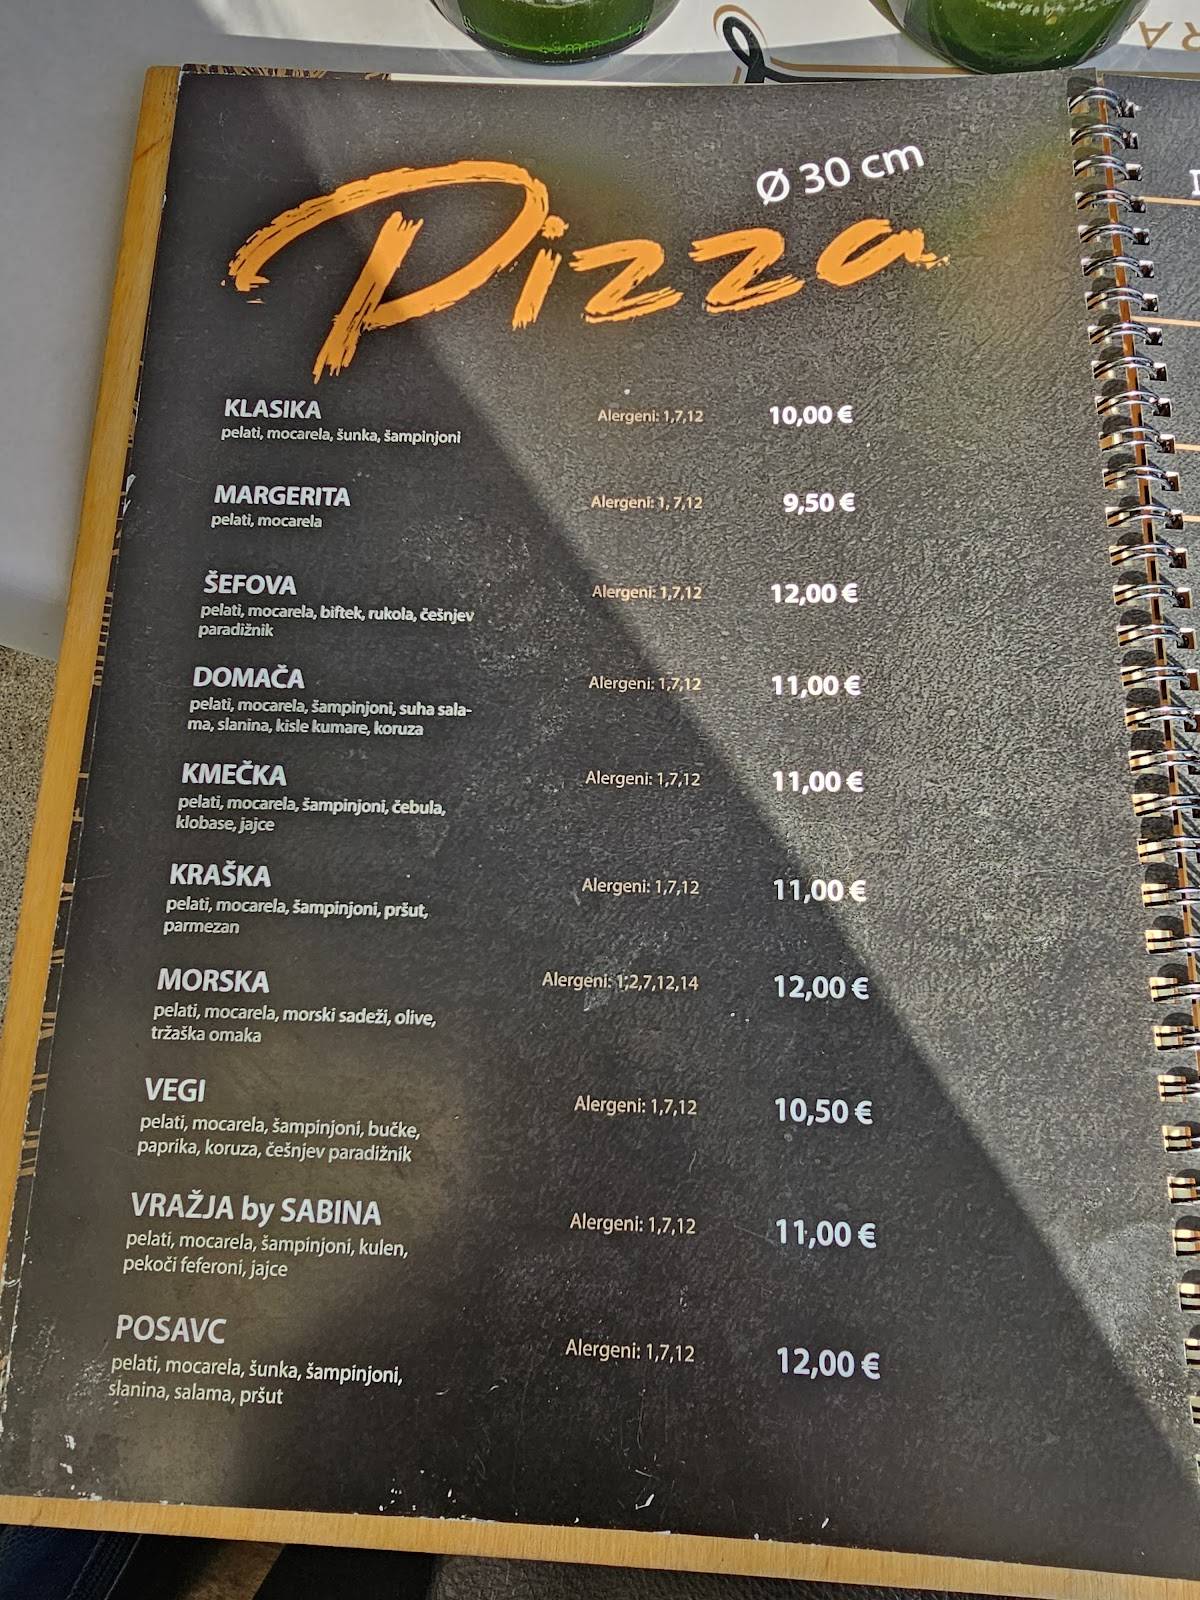 Ø 30 cm
Pizza
KLASIKA Alergeni: 1,7,12 10,00 €
pelati, mocarela, šunka, šampinjoni
MARGERITA Alergeni: 1, 7,12 9,50 €
pelati, mocarela
ŠEFOVA Alergeni: 1,7,12 12,00 €
pelati, mocarela, biftek, rukola, češnjev
paradižnik
DOMAČA Alergeni: 1,7,12 11,00 €
pelati, mocarela, šampinjoni, suha sala-
ma, slanina, kisle kumare, koruza
KMEČKA Alergeni: 1,7,12 11,00 €
pelati, mocarela, šampinjoni, čebula,
klobase, jajce
KRAŠKA Alergeni: 1,7,12 11,00 €
pelati, mocarela, šampinjoni, pršut,
parmezan
MORSKA Alergeni: 1,2,7,12,14 12,00 €
pelati, mocarela, morski sadeži, olive,
tržaška omaka
VEGI Alergeni: 1,7,12 10,50 €
pelati, mocarela, šampinjoni, bučke,
paprika, koruza, češnjev paradižnik
VRAŽJA by SABINA Alergeni: 1,7,12 11,00 €
pelati, mocarela, šampinjoni, kulen,
pekoči feferoni, jajce
POSAVC Alergeni: 1,7,12 12,00 €
pelati, mocarela, šunka, šampinjoni,
slanina, salama, pršut